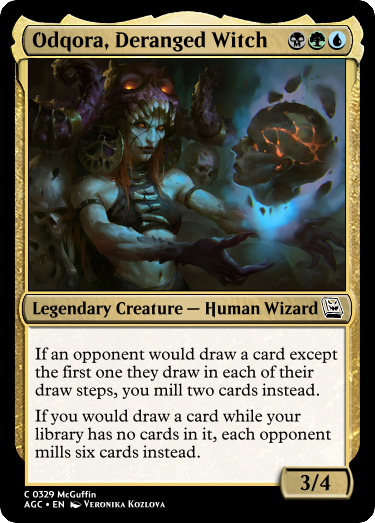 Odqora, Deranged Witch
Legendary Creature — Human Wizard
If an opponent would draw a card except
the first one they draw in each of their
draw steps, you mill two cards instead.
If you would draw a card while your
library has no cards in it, each opponent
mills six cards instead.
3/4
C 0329 McGuffin
AGC • EN Veronika Kozlova